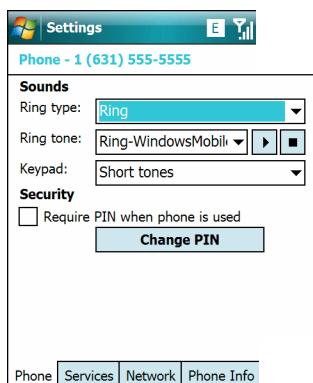 Settings E
Phone - 1 (631) 555-5555
Sounds
Ring type: Ring
Ring tone: Ring-WindowsMobil
Keypad: Short tones
Security
Require PIN when phone is used
Change PIN
Phone Services Network Phone Info